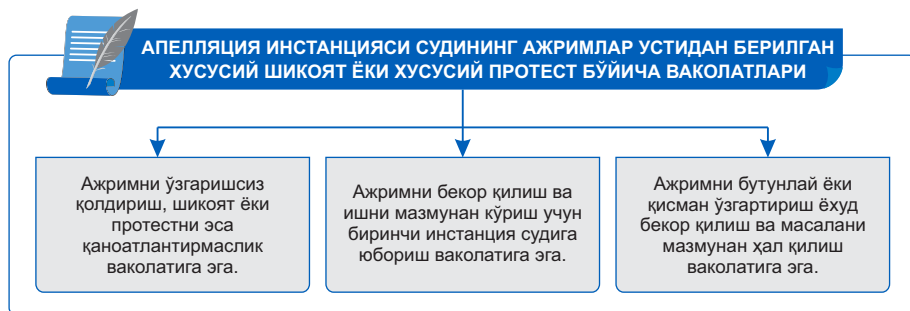 АПЕЛЛЯЦИЯ ИНСТАНЦИЯСИ СУДИНИНГ АЖРИМЛАР УСТИДАН БЕРИЛГАН
ХУСУСИЙ ШИКОЯТ ЁКИ ХУСУСИЙ ПРОТЕСТ БЎЙИЧА ВАКОЛАТЛАРИ
Ажримни ўзгаришсиз
қолдириш, шикоят ёки
протестни эса
қаноатлантирмаслик
ваколатига эга.
Ажримни бекор қилиш ва
ишни мазмунан кўриш учун
биринчи инстанция судига
юбориш ваколатига эга.
Ажримни бутунлай ёки
қисман ўзгартириш ёхуд
бекор қилиш ва масалани
мазмунан ҳал қилиш
ваколатига эга.